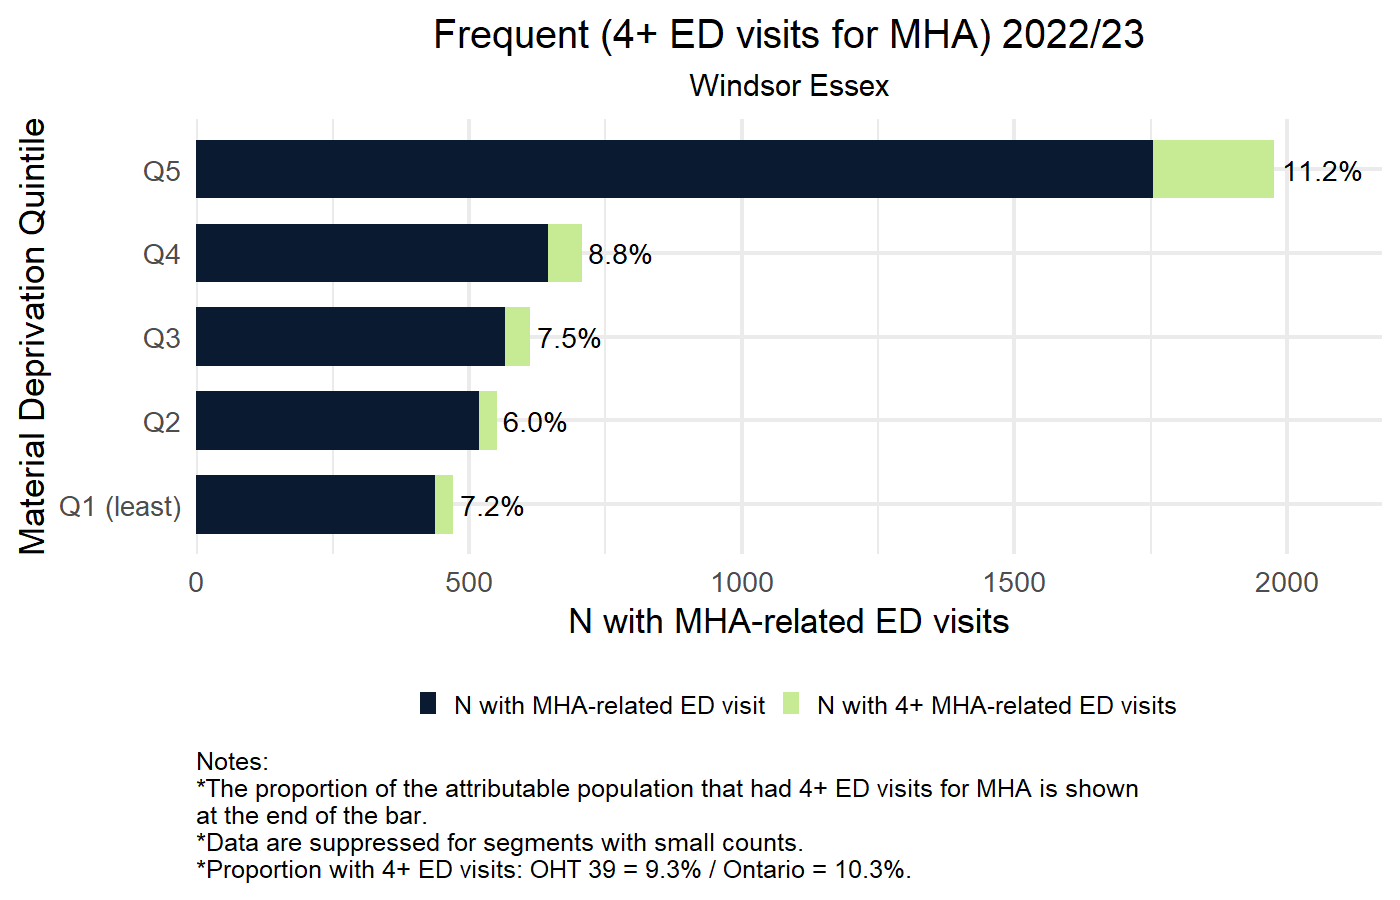 Frequent (4+ ED visits for MHA) 2022/23
Windsor Essex
Material Deprivation Quintile
Q5
11.2%
Q4
8.8%
Q3
7.5%
Q2
6.0%
Q1 (least)
7.2%
0 500 1000 1500 2000
N with MHA-related ED visits
N with MHA-related ED visit N with 4+ MHA-related ED visits
Notes:
*The proportion of the attributable population that had 4+ ED visits for MHA is shown
at the end of the bar.
*Data are suppressed for segments with small counts.
*Proportion with 4+ ED visits: OHT 39 = 9.3% / Ontario = 10.3%.